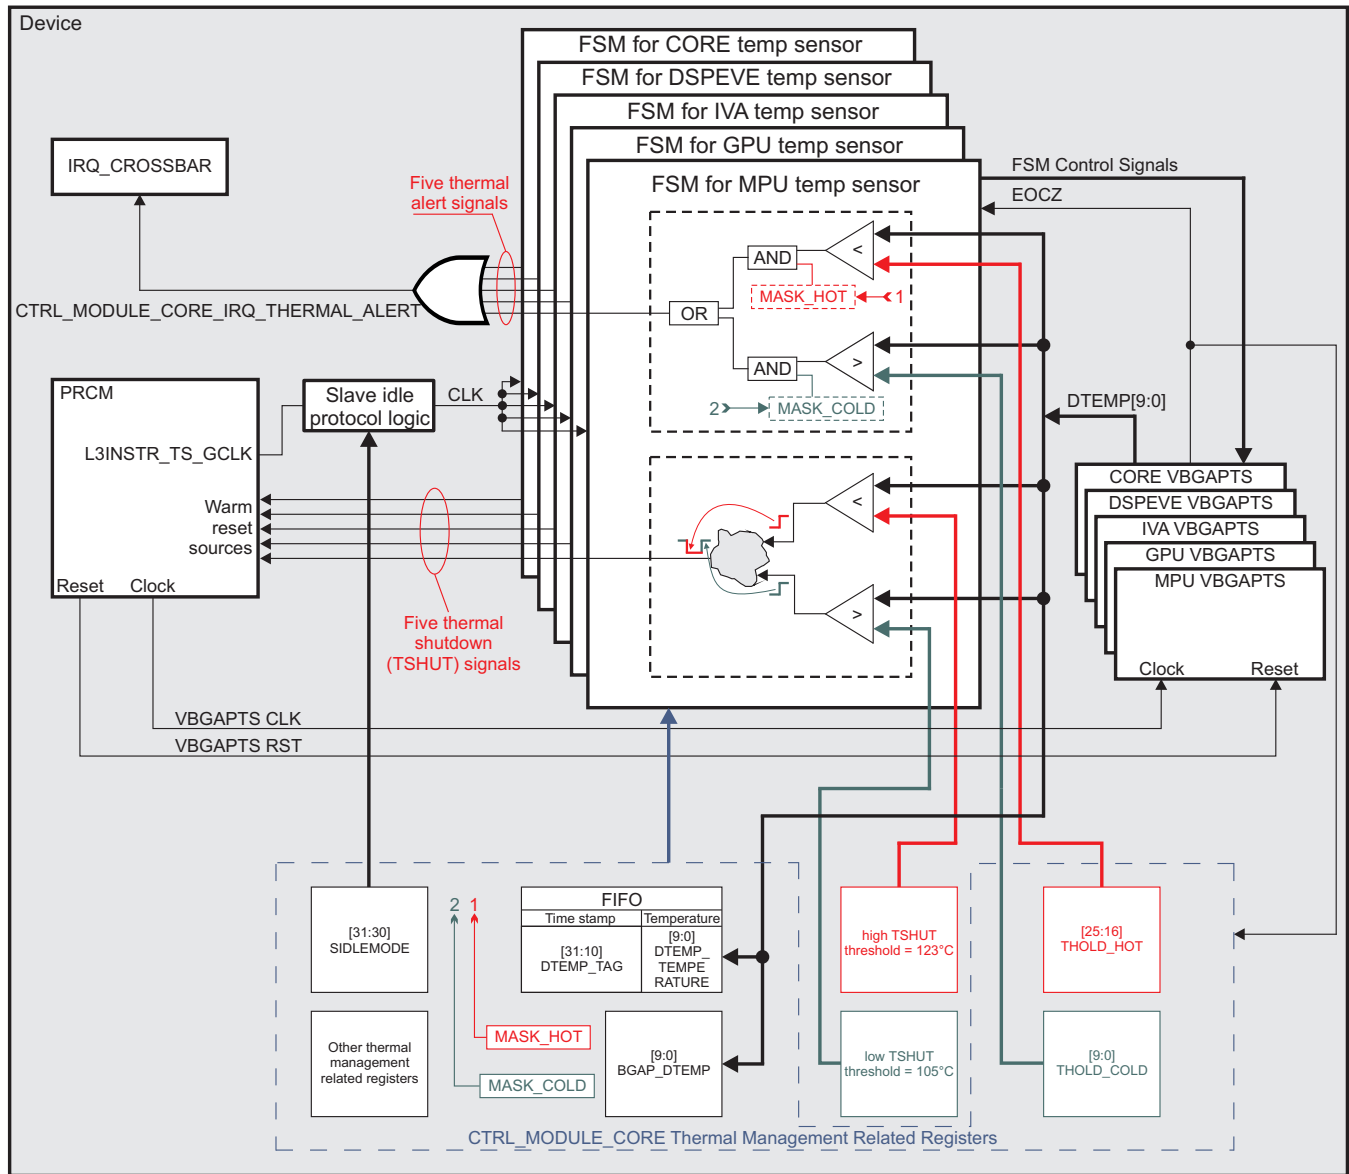 Device
FSM for CORE temp sensor
FSM for DSPEVE temp sensor
FSM for IVA temp sensor
FSM for GPU temp sensor
FSM for MPU temp sensor
IRQ_CROSSBAR
Five thermal
alert signals
FSM Control Signals
EOCZ
<
AND
MASK_HOT
1
OR
CTRL_MODULE_CORE_IRQ_THERMAL_ALERT
>
AND
2
MASK_COLD
PRCM
Slave idle
protocol logic
CLK
DTEMP[9:0]
L3INSTR_TS_GCLK
Warm
reset
sources
Reset
Clock
<
>
CORE VBGAPTS
DSPEVE VBGAPTS
IVA VBGAPTS
GPU VBGAPTS
MPU VBGAPTS
Clock
Reset
Five thermal
shutdown
(TSHUT) signals
VBGAPTS CLK
VBGAPTS RST
[31:30]
SIDLEMODE
2
1
FIFO
Time stamp
Temperature
[31:10]
DTEMP_TAG
[9:0]
DTEMP_
TEMPE
RATURE
high TSHUT
threshold = 123°C
[25:16]
THOLD_HOT
Other thermal
management
related registers
MASK_HOT
MASK_COLD
[9:0]
BGAP_DTEMP
low TSHUT
threshold = 105°C
[9:0]
THOLD_COLD
CTRL_MODULE_CORE Thermal Management Related Registers